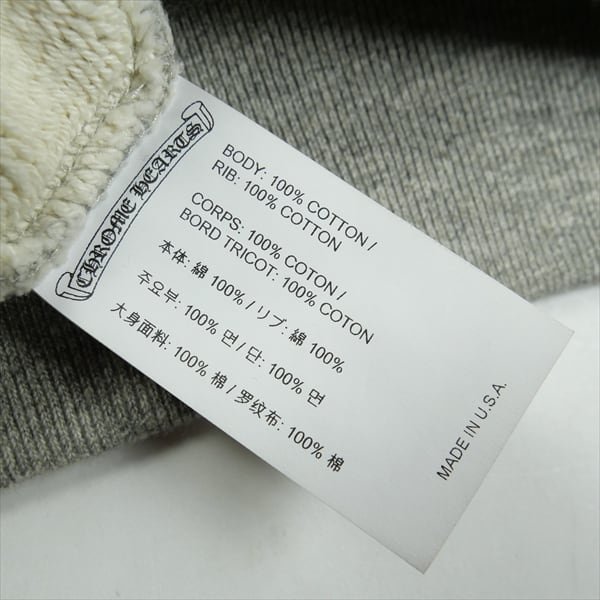 CHROME HEARTS
BODY: 100% COTTON /
RIB: 100% COTTON
CORPS: 100% COTON /
BORD TRICOT: 100% COTON
本体: 綿 100% / リブ: 綿 100%
주요부: 100% 면 / 단: 100% 면
大身面料: 100% 棉 / 罗纹布: 100% 棉
MADE IN U.S.A.